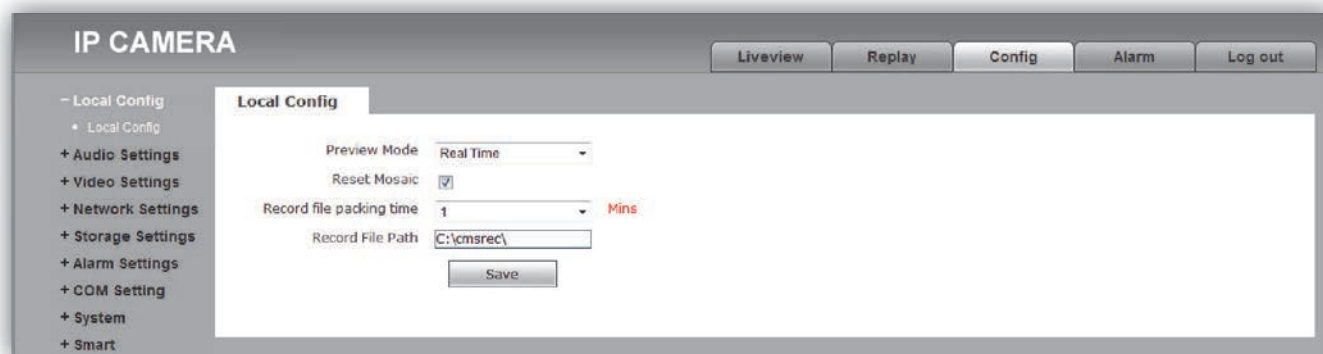 IP CAMERA
Liveview Replay Config Alarm Log out
− Local Config
• Local Config
+ Audio Settings
+ Video Settings
+ Network Settings
+ Storage Settings
+ Alarm Settings
+ COM Setting
+ System
+ Smart
Local Config
Preview Mode Real Time
Reset Mosaic
Record file packing time 1 Mins
Record File Path C:\cmsrec\
Save